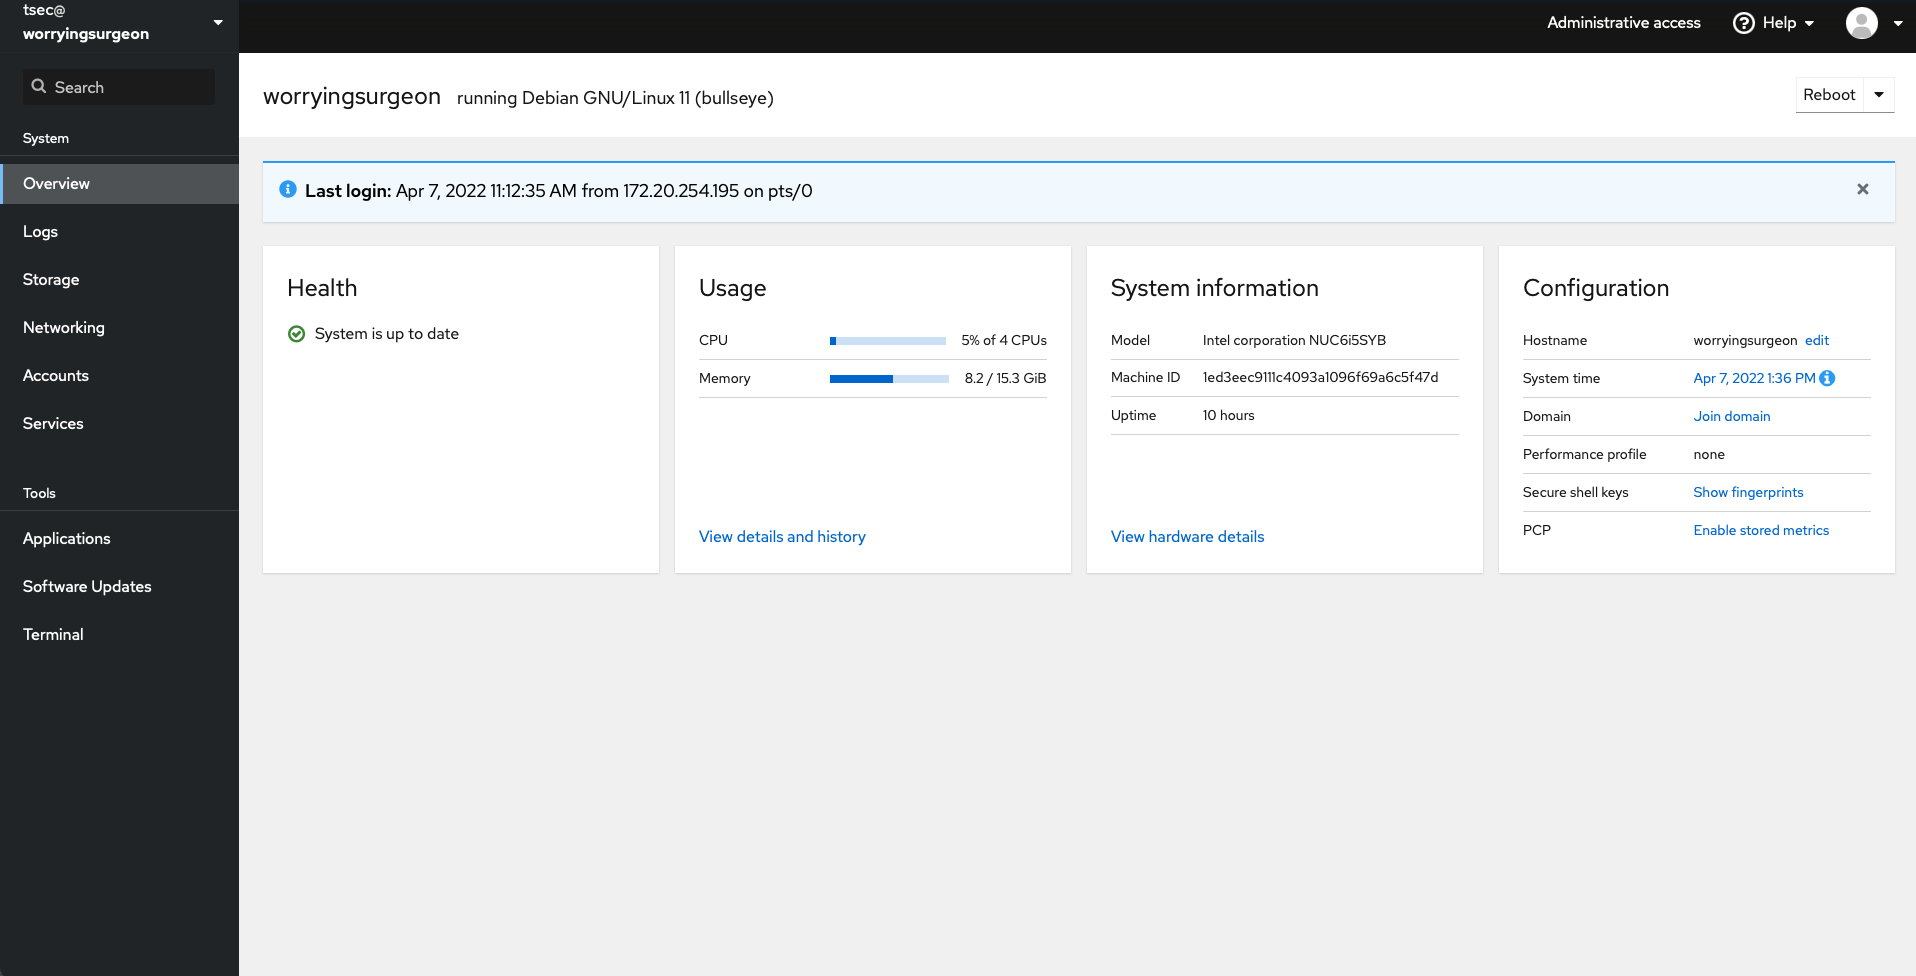 tsec@
worryingsurgeon
Administrative access
Help
Search
System
Overview
Logs
Storage
Networking
Accounts
Services
Tools
Applications
Software Updates
Terminal
worryingsurgeon running Debian GNU/Linux 11 (bullseye)
Reboot
Last login: Apr 7, 2022 11:12:35 AM from 172.20.254.195 on pts/0
Health
System is up to date
Usage
CPU 5% of 4 CPUs
Memory 8.2 / 15.3 GiB
View details and history
System information
Model Intel corporation NUC6i5SYB
Machine ID 1ed3eec9111c4093a1096f69a6c5f47d
Uptime 10 hours
View hardware details
Configuration
Hostname worryingsurgeon edit
System time Apr 7, 2022 1:36 PM
Domain Join domain
Performance profile none
Secure shell keys Show fingerprints
PCP Enable stored metrics